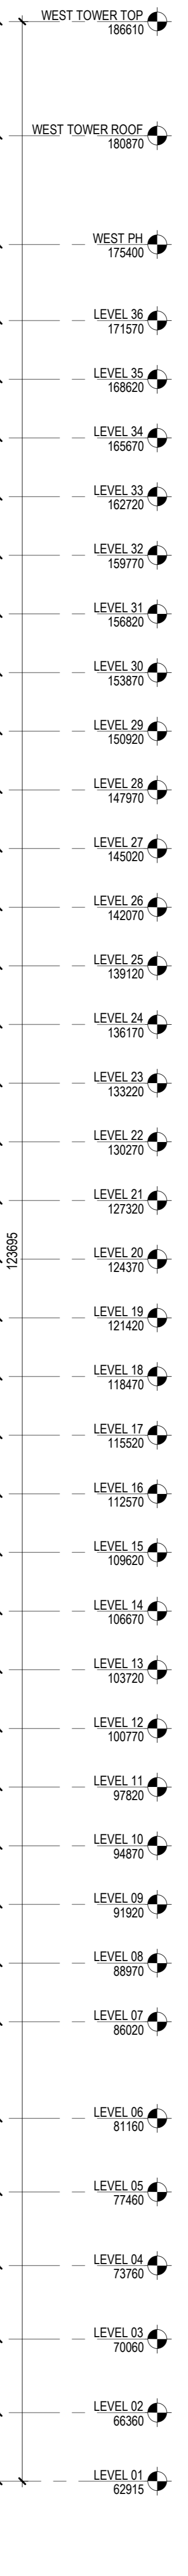 WEST TOWER TOP
186610
WEST TOWER ROOF
180870
WEST PH
175400
LEVEL 36
171570
LEVEL 35
168620
LEVEL 34
165670
LEVEL 33
162720
LEVEL 32
159770
LEVEL 31
156820
LEVEL 30
153870
LEVEL 29
150920
LEVEL 28
147970
LEVEL 27
145020
LEVEL 26
142070
LEVEL 25
139120
LEVEL 24
136170
LEVEL 23
133220
LEVEL 22
130270
LEVEL 21
127320
123695
LEVEL 20
124370
LEVEL 19
121420
LEVEL 18
118470
LEVEL 17
115520
LEVEL 16
112570
LEVEL 15
109620
LEVEL 14
106670
LEVEL 13
103720
LEVEL 12
100770
LEVEL 11
97820
LEVEL 10
94870
LEVEL 09
91920
LEVEL 08
88970
LEVEL 07
86020
LEVEL 06
81160
LEVEL 05
77460
LEVEL 04
73760
LEVEL 03
70060
LEVEL 02
66360
LEVEL 01
62915